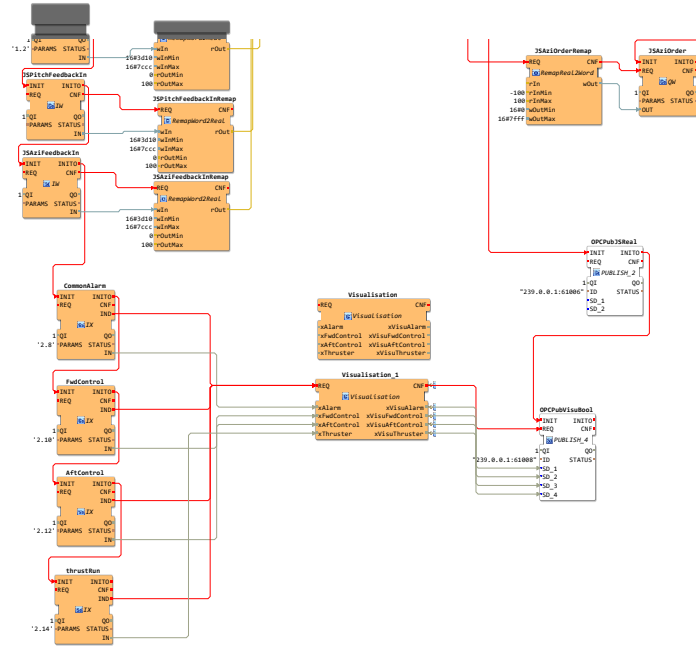 QI QO
'1.2' PARAMS STATUS
IN
wIn rOut
16#3d10 wInMin
16#7ccc wInMax
0 rOutMin
100 rOutMax
JSPitchFeedbackIn
INIT INITO
REQ CNF
IW
1 QI QO
PARAMS STATUS
IN
JSPitchFeedbackInRemap
REQ CNF
RemapWord2Real
wIn rOut
16#3d10 wInMin
16#7ccc wInMax
0 rOutMin
100 rOutMax
JSAziFeedbackIn
INIT INITO
REQ CNF
IW
1 QI QO
PARAMS STATUS
IN
JSAziFeedbackInRemap
REQ CNF
RemapWord2Real
wIn rOut
16#3d10 wInMin
16#7ccc wInMax
0 rOutMin
100 rOutMax
JSAziOrderRemap
REQ CNF
RemapReal2Word
rIn wOut
-100 rInMin
100 rInMax
16#0 wOutMin
16#7fff wOutMax
JSAziOrder
INIT
REQ
QW
1 QI
PARAMS
OUT
OPCPubJSReal
INIT INITO
REQ CNF
PUBLISH_2
1 QI QO
"239.0.0.1:61006" ID STATUS
SD_1
SD_2
CommonAlarm
INIT INITO
REQ CNF
IND
IX
1 QI QO
'2.8' PARAMS STATUS
IN
Visualisation
REQ CNF
Visualisation
xAlarm xVisuAlarm
xFwdControl xVisuFwdControl
xAftControl xVisuAftControl
xThruster xVisuThruster
FwdControl
INIT INITO
REQ CNF
IND
IX
1 QI QO
'2.10' PARAMS STATUS
IN
Visualisation_1
REQ CNF
Visualisation
xAlarm xVisuAlarm
xFwdControl xVisuFwdControl
xAftControl xVisuAftControl
xThruster xVisuThruster
OPCPubVisuBool
INIT INITO
REQ CNF
PUBLISH_4
1 QI QO
"239.0.0.1:61008" ID STATUS
SD_1
SD_2
SD_3
SD_4
AftControl
INIT INITO
REQ CNF
IND
IX
1 QI QO
'2.12' PARAMS STATUS
IN
thrustRun
INIT INITO
REQ CNF
IND
IX
1 QI QO
'2.14' PARAMS STATUS
IN